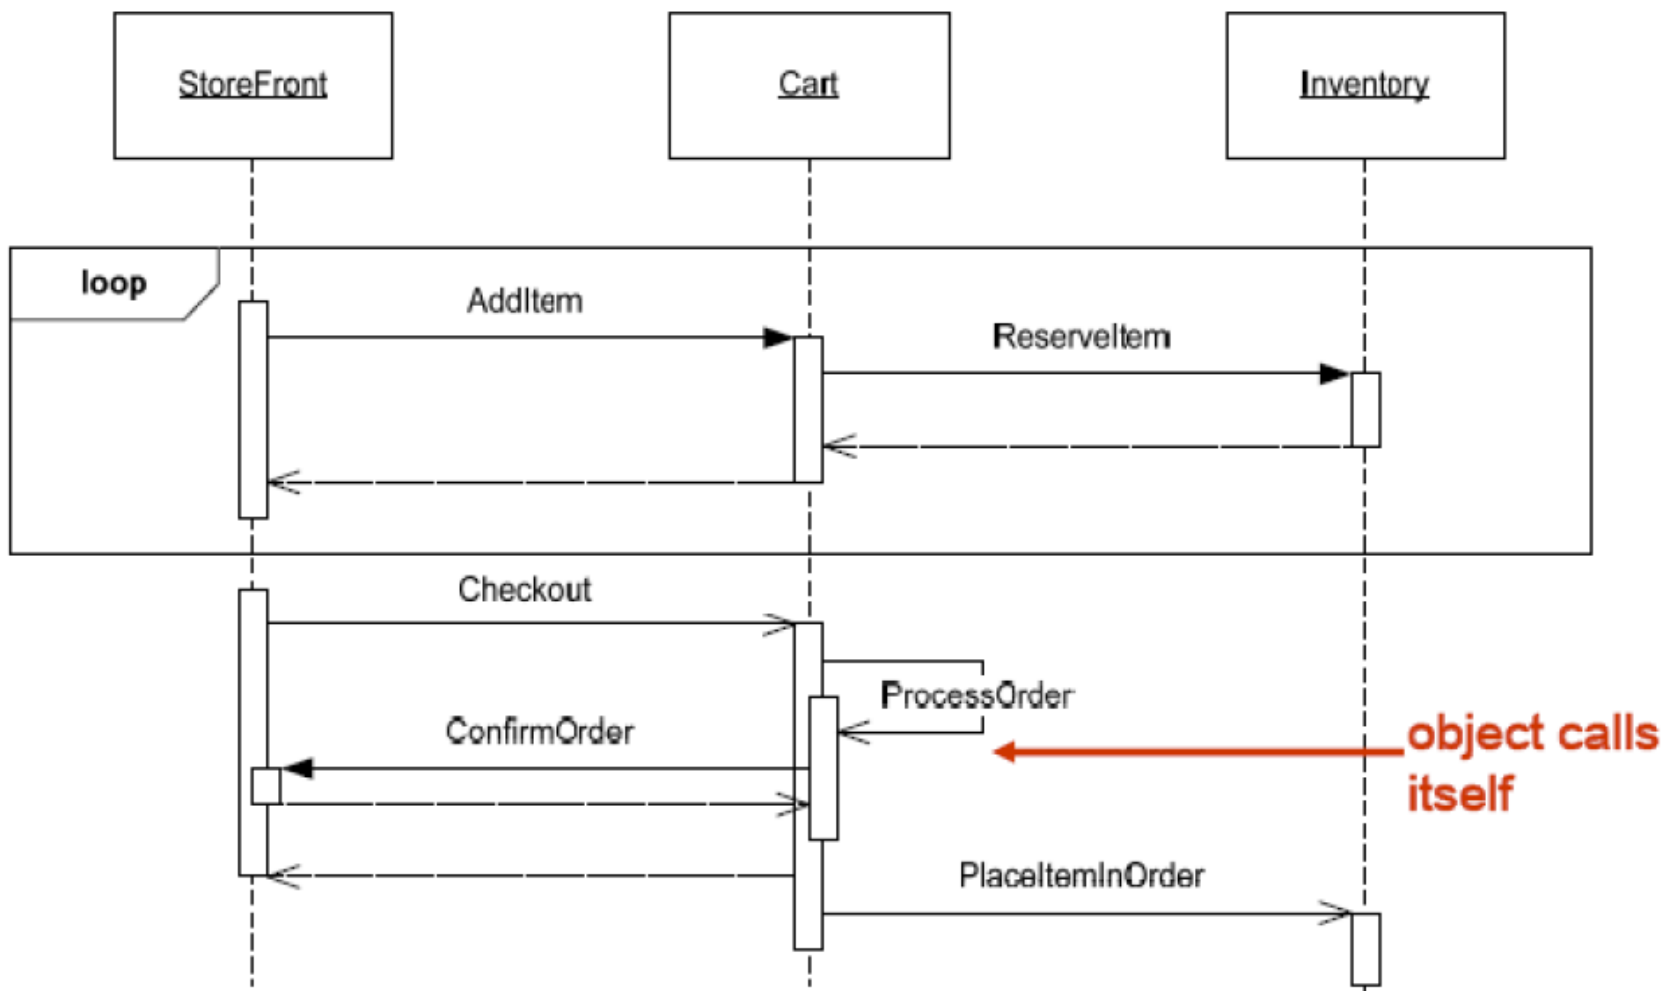 StoreFront
Cart
Inventory
loop
AddItem
ReserveItem
Checkout
ProcessOrder
ConfirmOrder
object calls
itself
PlaceItemInOrder